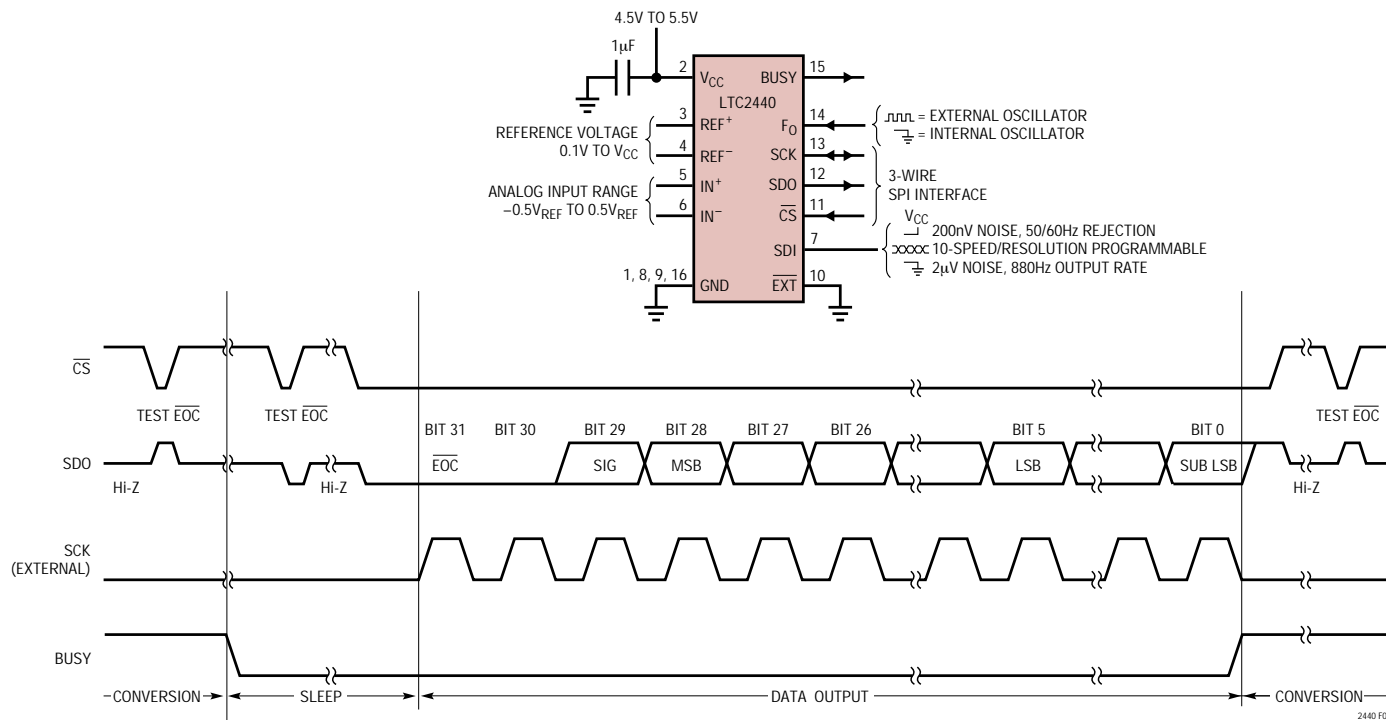 4.5V TO 5.5V
1µF
2 VCC BUSY 15
LTC2440
3 REF+ FO 14
= EXTERNAL OSCILLATOR
= INTERNAL OSCILLATOR
REFERENCE VOLTAGE
0.1V TO VCC
4 REF− SCK 13
5 IN+ SDO 12
3-WIRE
SPI INTERFACE
ANALOG INPUT RANGE
−0.5VREF TO 0.5VREF
6 IN− CS 11
SDI 7
VCC
200nV NOISE, 50/60Hz REJECTION
10-SPEED/RESOLUTION PROGRAMMABLE
2µV NOISE, 880Hz OUTPUT RATE
1, 8, 9, 16 GND EXT 10
CS
TEST EOC TEST EOC TEST EOC
BIT 31 BIT 30 BIT 29 BIT 28 BIT 27 BIT 26 BIT 5 BIT 0
SDO EOC SIG MSB LSB SUB LSB
Hi-Z Hi-Z Hi-Z
SCK
(EXTERNAL)
BUSY
CONVERSION SLEEP DATA OUTPUT CONVERSION